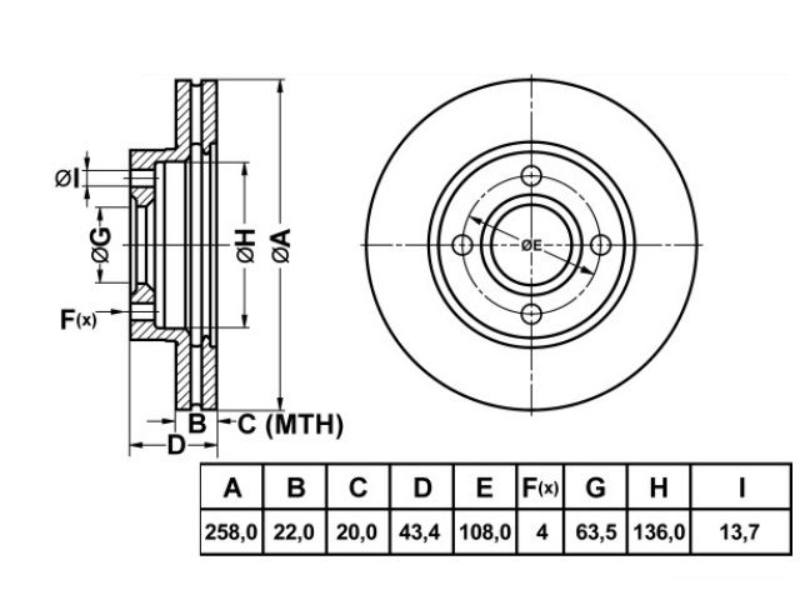 ØI
ØG
ØH
ØA
ØE
F(x)
B
C (MTH)
D
A B C D E F(x) G H I
258,0 22,0 20,0 43,4 108,0 4 63,5 136,0 13,7